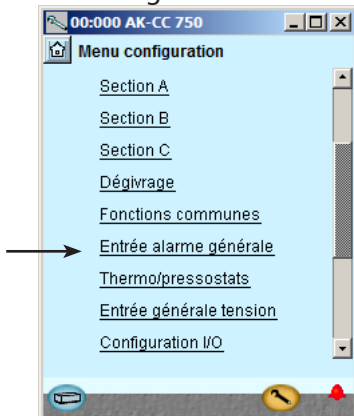 00:000 AK-CC 750
Menu configuration
Section A
Section B
Section C
Dégivrage
Fonctions communes
Entrée alarme générale
Thermo/pressostats
Entrée générale tension
Configuration I/O